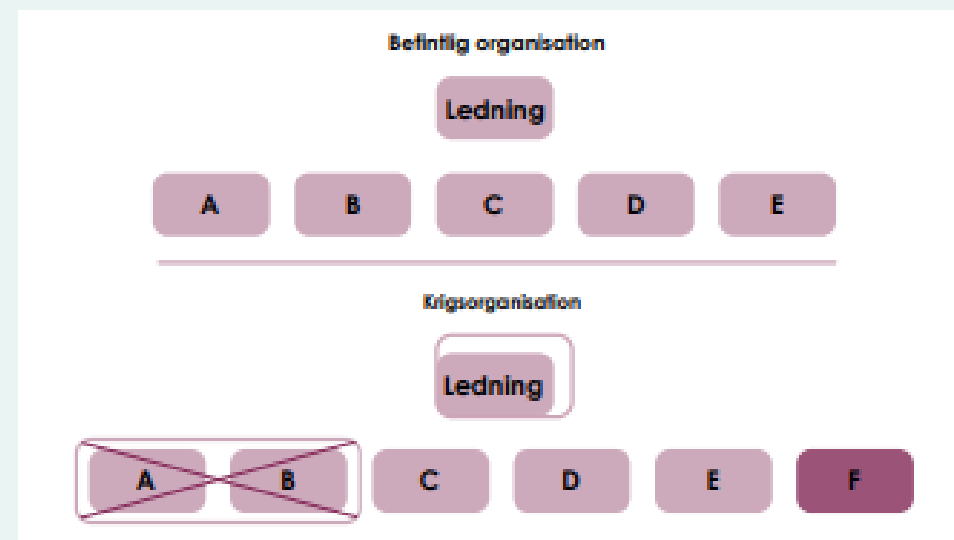 Befintlig organisation
Ledning
A B C D E
Krigsorganisation
Ledning
A B C D E F